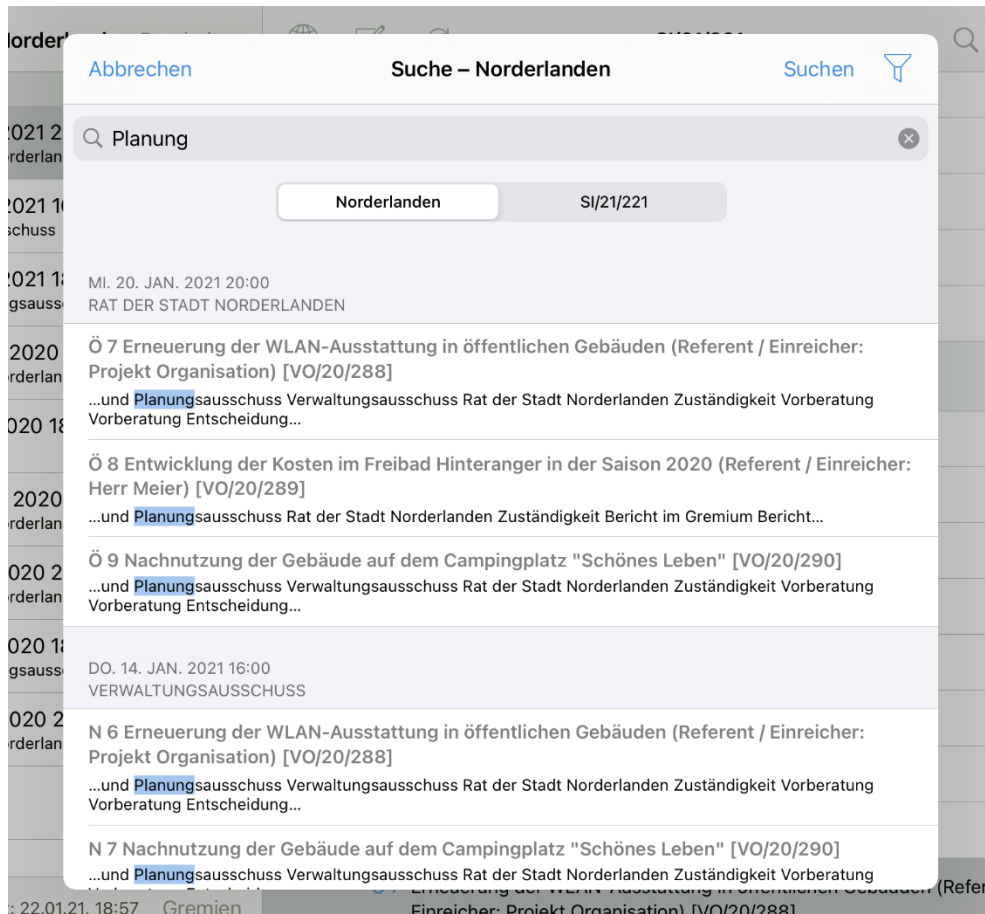 Abbrechen
Suche – Norderlanden
Suchen
Planung
Norderlanden
SI/21/221
MI. 20. JAN. 2021 20:00
RAT DER STADT NORDERLANDEN
Ö 7 Erneuerung der WLAN-Ausstattung in öffentlichen Gebäuden (Referent / Einreicher:
Projekt Organisation) [VO/20/288]
...und Planungsausschuss Verwaltungsausschuss Rat der Stadt Norderlanden Zuständigkeit Vorberatung
Vorberatung Entscheidung...
Ö 8 Entwicklung der Kosten im Freibad Hinteranger in der Saison 2020 (Referent / Einreicher:
Herr Meier) [VO/20/289]
...und Planungsausschuss Rat der Stadt Norderlanden Zuständigkeit Bericht im Gremium Bericht...
Ö 9 Nachnutzung der Gebäude auf dem Campingplatz "Schönes Leben" [VO/20/290]
...und Planungsausschuss Verwaltungsausschuss Rat der Stadt Norderlanden Zuständigkeit Vorberatung
Vorberatung Entscheidung...
DO. 14. JAN. 2021 16:00
VERWALTUNGSAUSSCHUSS
N 6 Erneuerung der WLAN-Ausstattung in öffentlichen Gebäuden (Referent / Einreicher:
Projekt Organisation) [VO/20/288]
...und Planungsausschuss Verwaltungsausschuss Rat der Stadt Norderlanden Zuständigkeit Vorberatung
Vorberatung Entscheidung...
N 7 Nachnutzung der Gebäude auf dem Campingplatz "Schönes Leben" [VO/20/290]
...und Planungsausschuss Verwaltungsausschuss Rat der Stadt Norderlanden Zuständigkeit Vorberatung
22.01.21, 18:57 Gremien
Einreicher: Projekt Organisation) [VO/20/288]